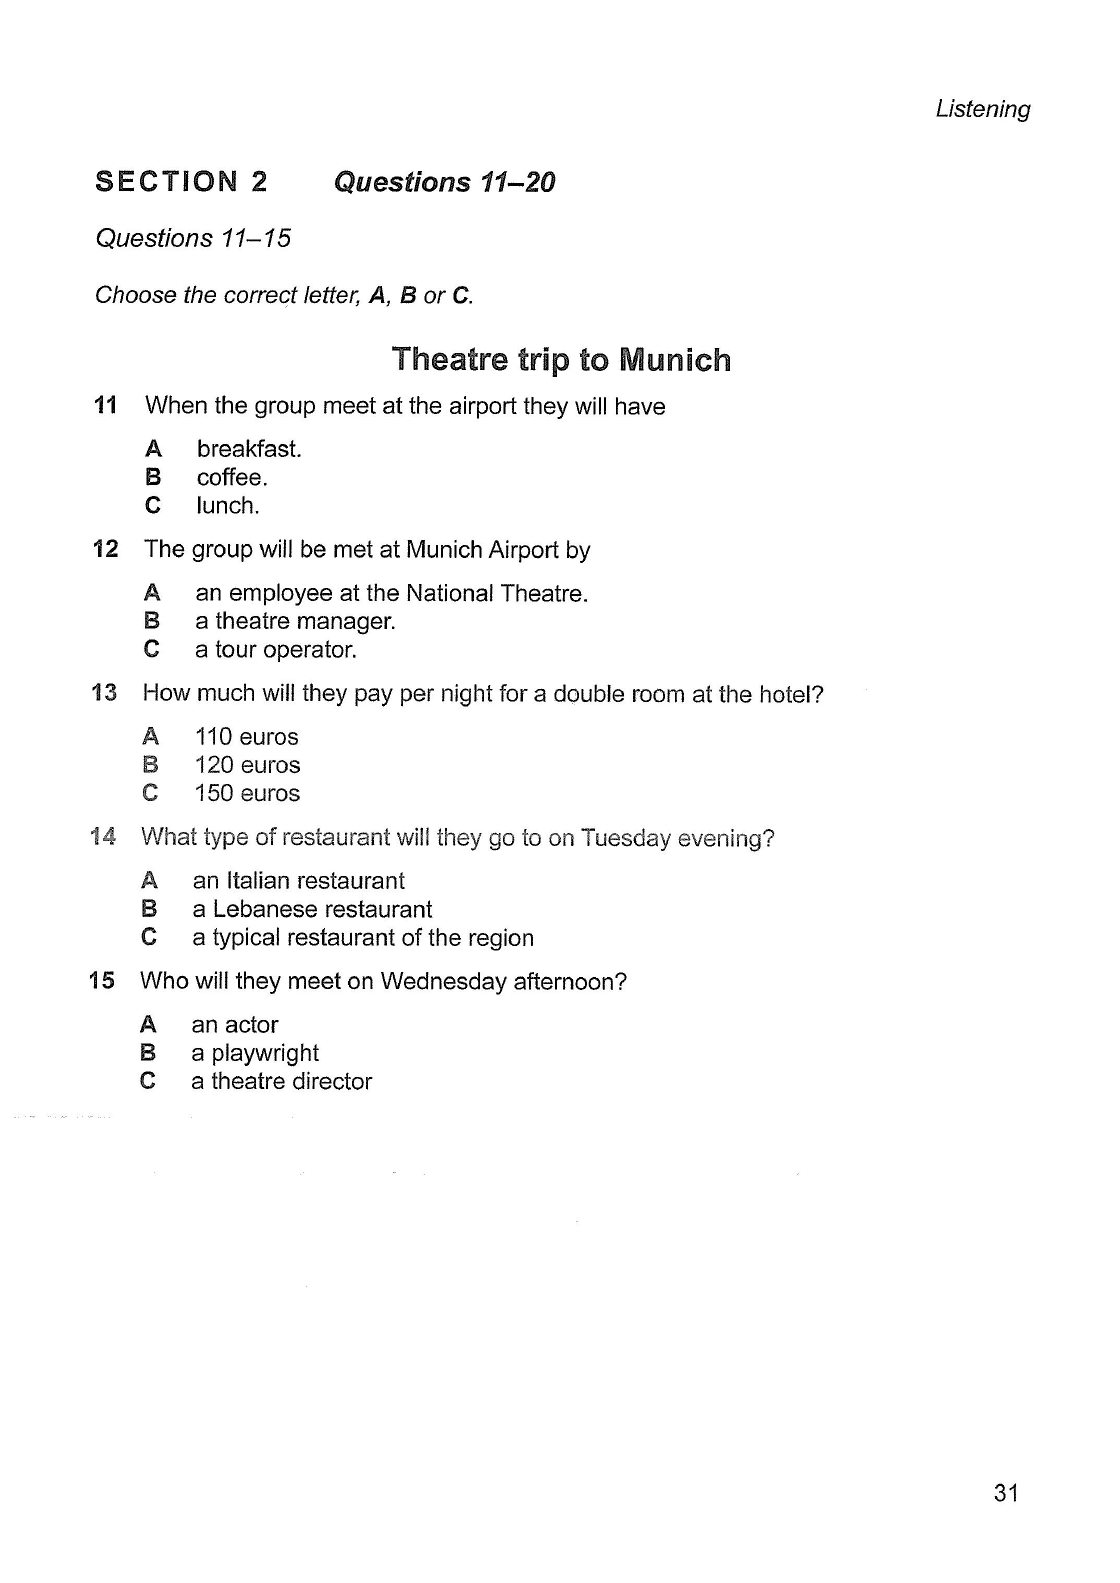 Listening
SECTION 2 Questions 11–20
Questions 11–15
Choose the correct letter, A, B or C.
Theatre trip to Munich
11 When the group meet at the airport they will have
A breakfast.
B coffee.
C lunch.
12 The group will be met at Munich Airport by
A an employee at the National Theatre.
B a theatre manager.
C a tour operator.
13 How much will they pay per night for a double room at the hotel?
A 110 euros
B 120 euros
C 150 euros
14 What type of restaurant will they go to on Tuesday evening?
A an Italian restaurant
B a Lebanese restaurant
C a typical restaurant of the region
15 Who will they meet on Wednesday afternoon?
A an actor
B a playwright
C a theatre director
31